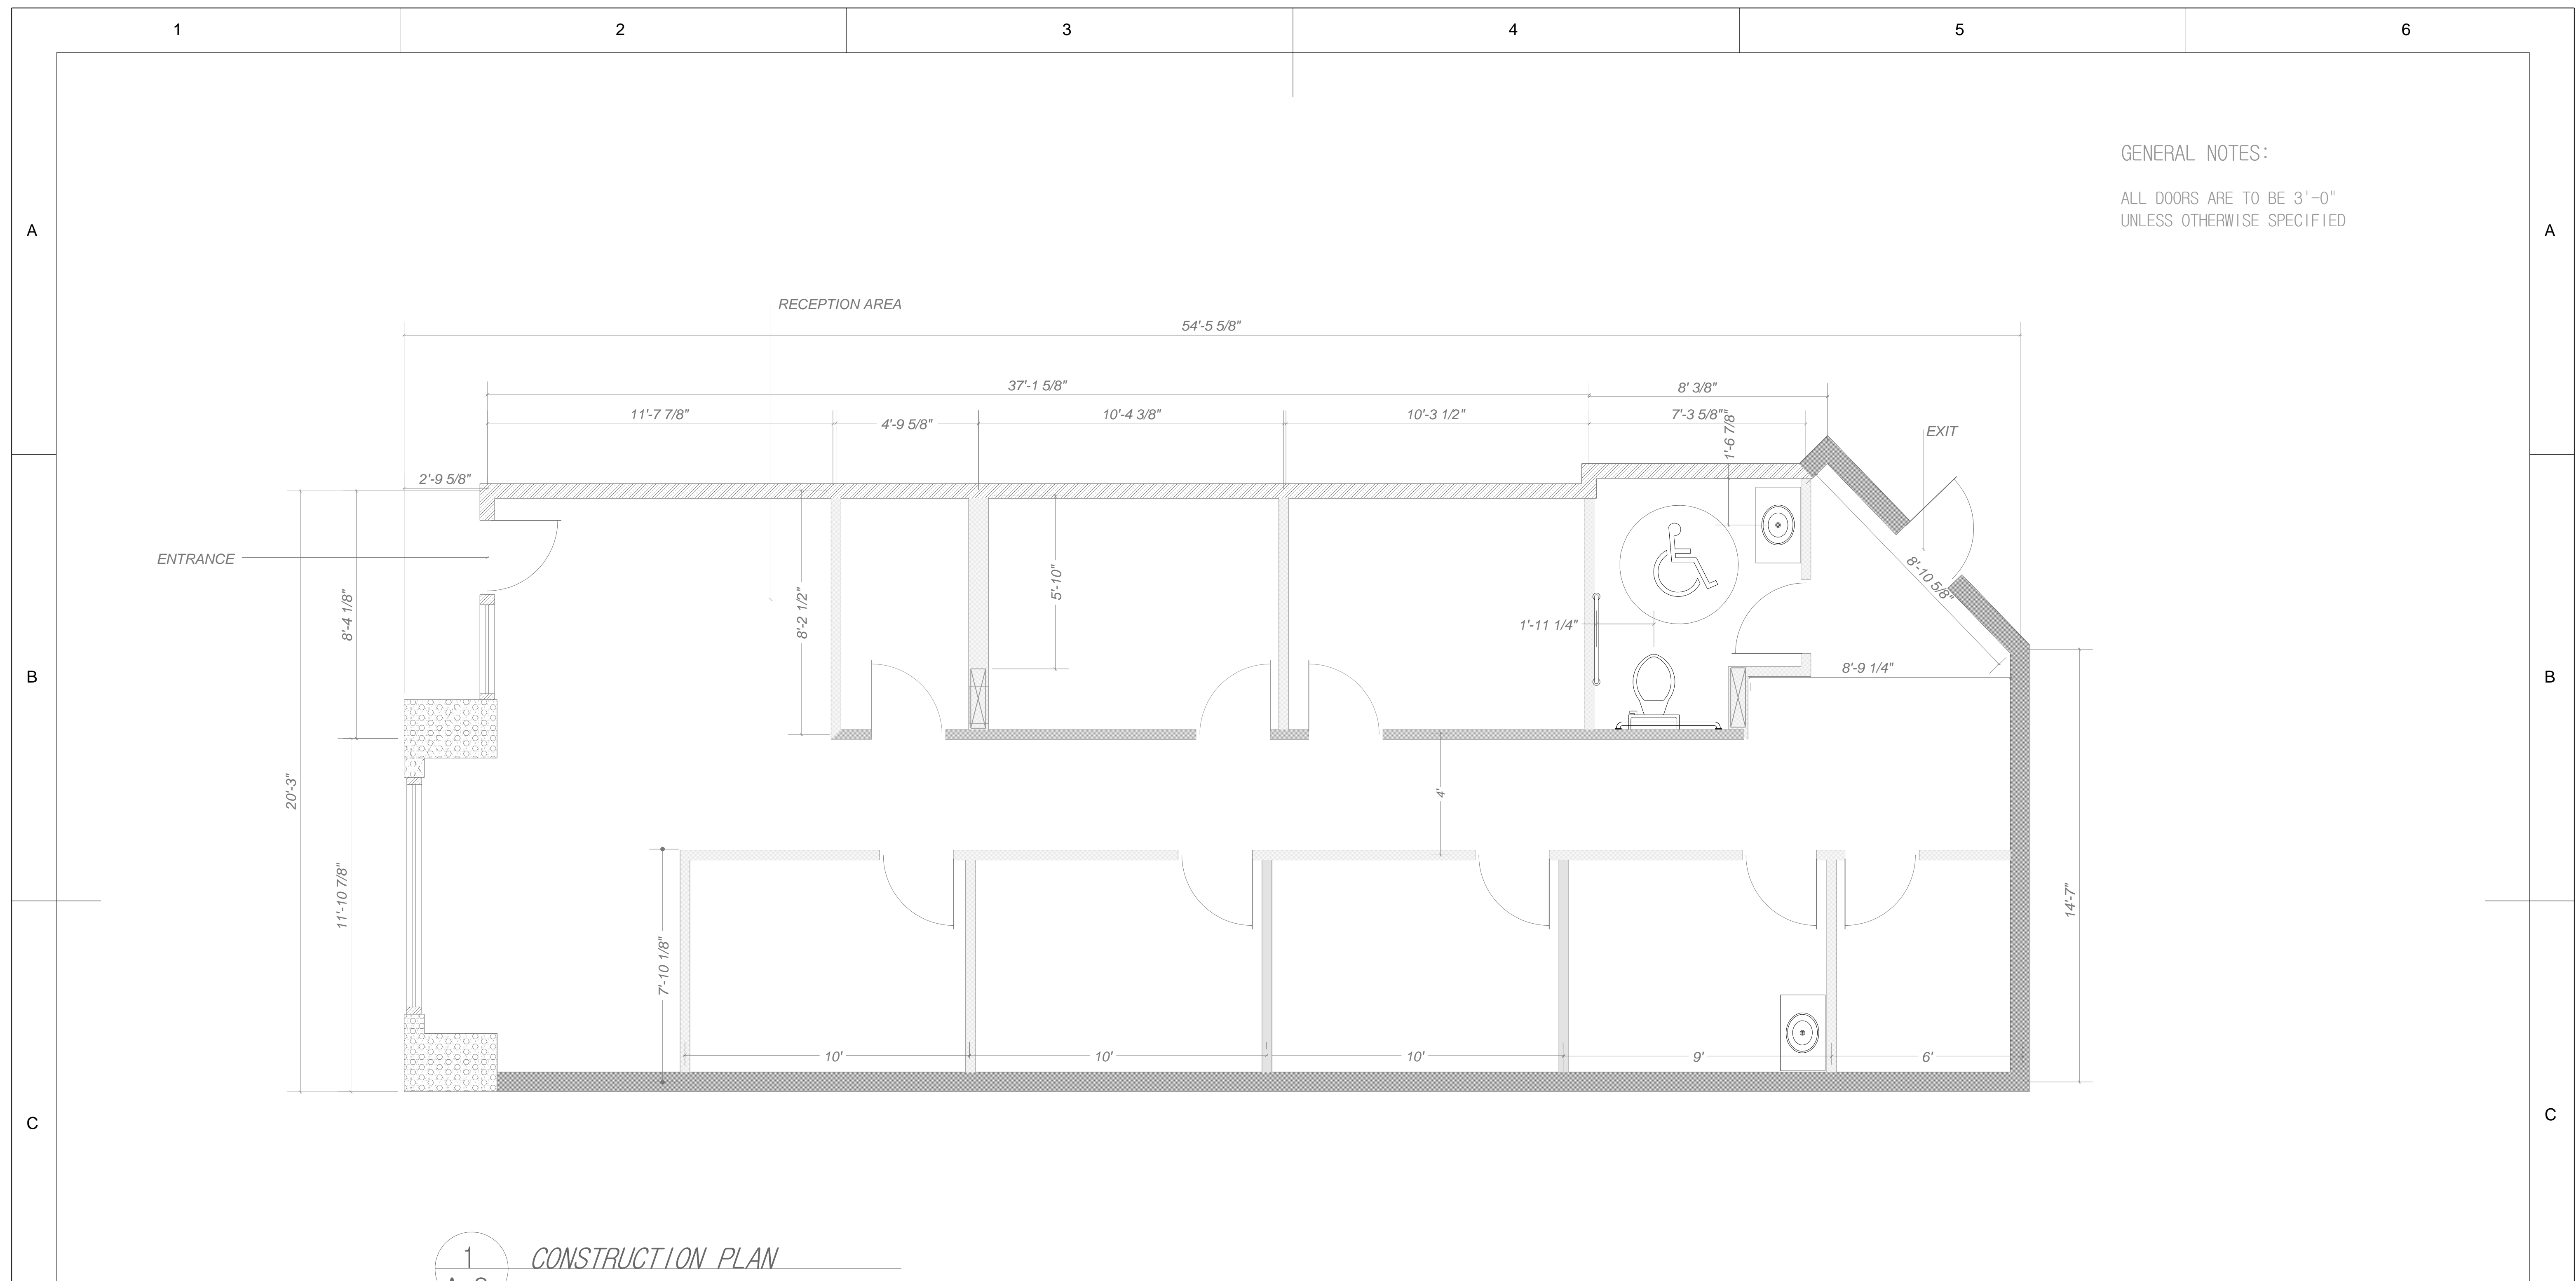 1 2 3 4 5 6
GENERAL NOTES:
ALL DOORS ARE TO BE 3'-0"
UNLESS OTHERWISE SPECIFIED
A A
RECEPTION AREA
54'-5 5/8"
37'-1 5/8" 8' 3/8"
11'-7 7/8" 4'-9 5/8" 10'-4 3/8" 10'-3 1/2" 7'-3 5/8"
1'-6 7/8"
EXIT
2'-9 5/8"
ENTRANCE
8'-4 1/8"
8'-2 1/2"
5'-10"
8'-10 5/8"
1'-11 1/4"
8'-9 1/4"
B B
20'-3"
4'
11'-10 7/8"
14'-7"
7'-10 1/8"
10' 10' 10' 9' 6'
C C
1 CONSTRUCTION PLAN